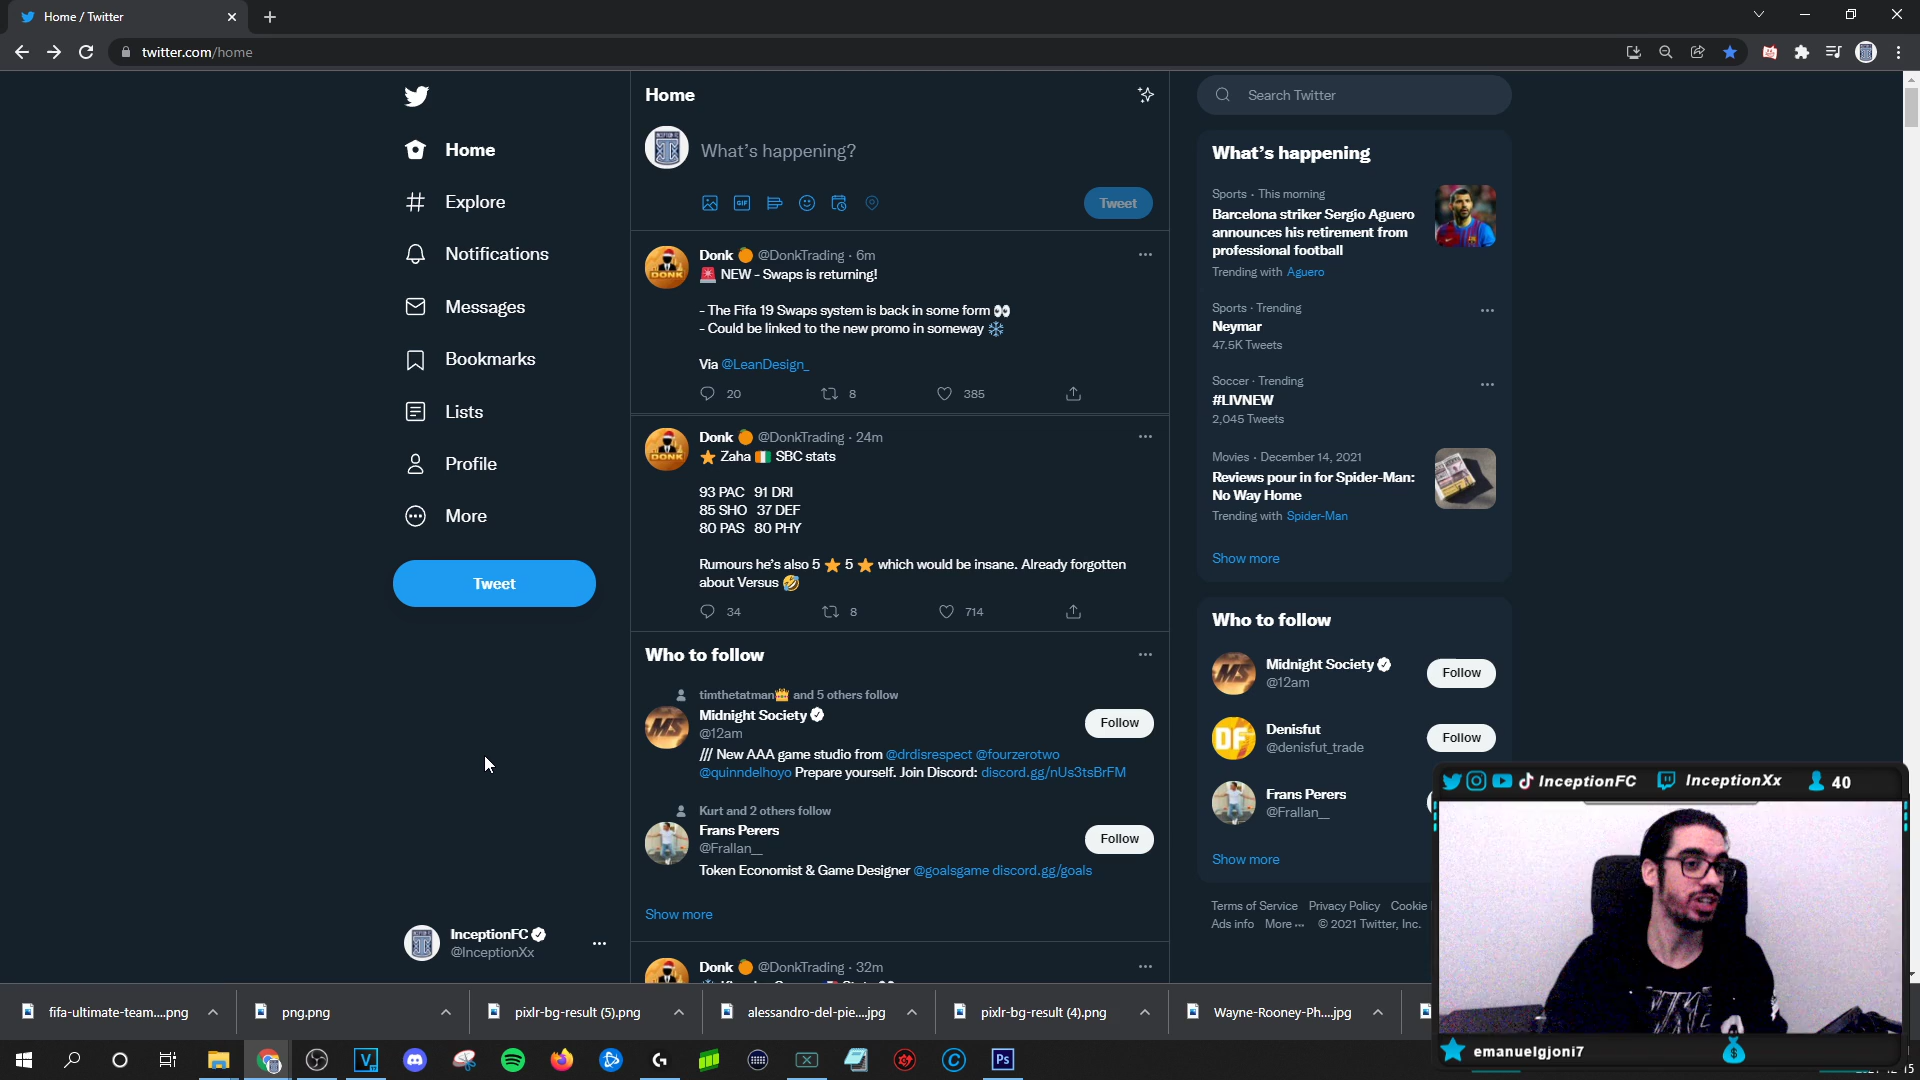 Home / Twitter
twitter.com/home
Home
Explore
Notifications
Messages
Bookmarks
Lists
Profile
More
Tweet
InceptionFC
@InceptionXx
Home
What's happening?
GIF
Tweet
Donk @DonkTrading · 6m
NEW - Swaps is returning!
- The Fifa 19 Swaps system is back in some form
- Could be linked to the new promo in someway
Via @LeanDesign_
20 8 385
Donk @DonkTrading · 24m
Zaha SBC stats
93 PAC 91 DRI
85 SHO 37 DEF
80 PAS 80 PHY
Rumours he's also 5 5 which would be insane. Already forgotten
about Versus
34 8 714
Who to follow
timthetatman and 5 others follow
Midnight Society
@12am
Follow
/// New AAA game studio from @drdisrespect @fourzerotwo
@quinndelhoyo Prepare yourself. Join Discord: discord.gg/nUs3tsBrFM
Kurt and 2 others follow
Frans Perers
@Frallan__
Follow
Token Economist & Game Designer @goalsgame discord.gg/goals
Show more
Donk @DonkTrading · 32m
Search Twitter
What's happening
Sports · This morning
Barcelona striker Sergio Aguero
announces his retirement from
professional football
Trending with Aguero
Sports · Trending
Neymar
47.5K Tweets
Soccer · Trending
#LIVNEW
2,045 Tweets
Movies · December 14, 2021
Reviews pour in for Spider-Man:
No Way Home
Trending with Spider-Man
Show more
Who to follow
Midnight Society
@12am
Follow
Denisfut
@denisfut_trade
Follow
Frans Perers
@Frallan__
Show more
Terms of Service Privacy Policy Cookie
Ads info More ··· © 2021 Twitter, Inc.
InceptionFC InceptionXx 40
emanuelgjoni7
fifa-ultimate-team....png
png.png
pixlr-bg-result (5).png
alessandro-del-pie....jpg
pixlr-bg-result (4).png
Wayne-Rooney-Ph....jpg
Ps